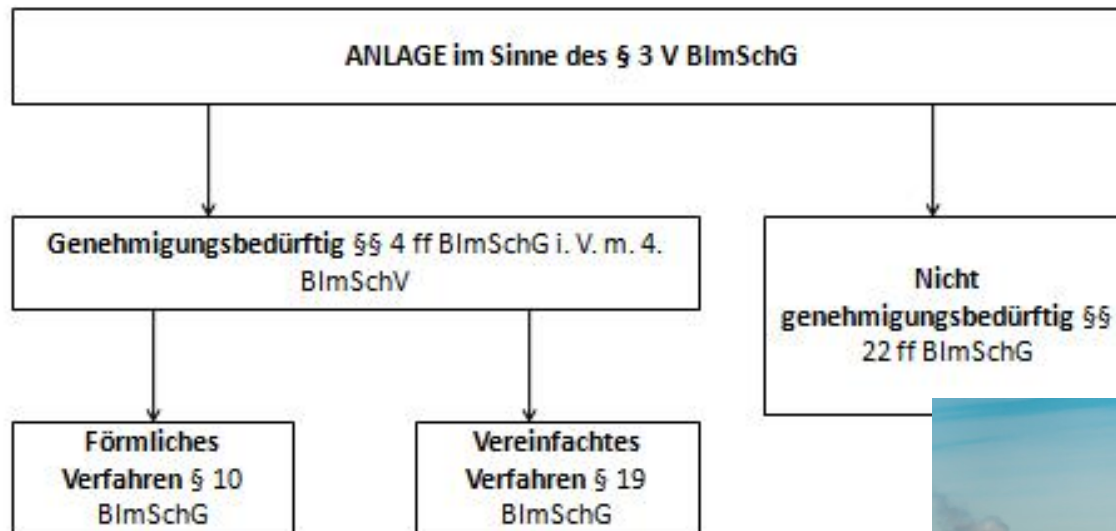 ANLAGE im Sinne des § 3 V BImSchG
Genehmigungsbedürftig §§ 4 ff BImSchG i. V. m. 4.
BImSchV
Nicht
genehmigungsbedürftig §§
22 ff BImSchG
Förmliches
Verfahren § 10
BImSchG
Vereinfachtes
Verfahren § 19
BImSchG